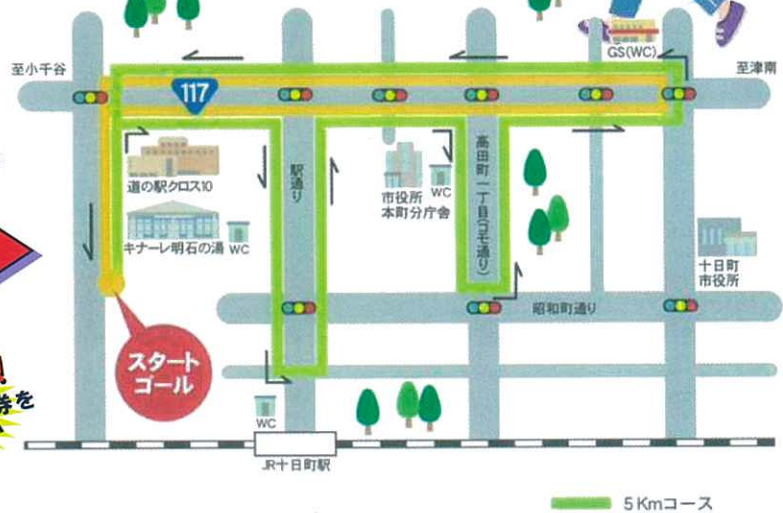 GS(WC)
至小千谷
至津南
117
道の駅クロス10
キナーレ明石の湯 WC
駅通り
市役所
本町分庁舎
WC
高田町一丁目(コモ通り)
十日町
市役所
昭和町通り
スタート
ゴール
券を
WC
JR十日町駅
5Kmコース